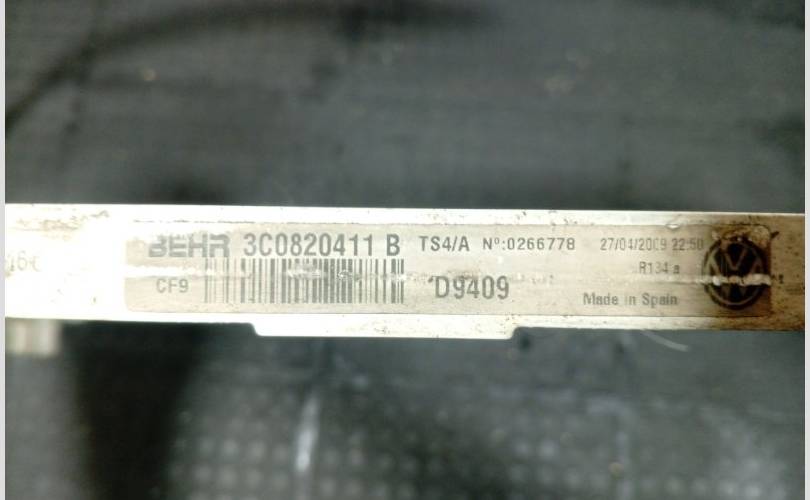 BEHR 3C0820411 B TS4/A Nº:0266778 27/04/2009 22:50
R134 a
CF9 D9409 Made in Spain